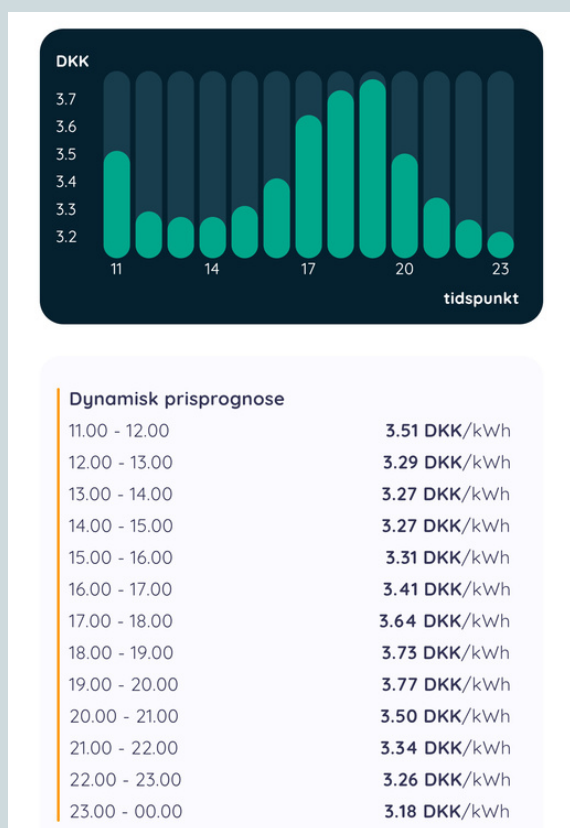 DKK
3.7
3.6
3.5
3.4
3.3
3.2
11 14 17 20 23
tidspunkt
Dynamisk prisprognose
11.00 - 12.00 3.51 DKK/kWh
12.00 - 13.00 3.29 DKK/kWh
13.00 - 14.00 3.27 DKK/kWh
14.00 - 15.00 3.27 DKK/kWh
15.00 - 16.00 3.31 DKK/kWh
16.00 - 17.00 3.41 DKK/kWh
17.00 - 18.00 3.64 DKK/kWh
18.00 - 19.00 3.73 DKK/kWh
19.00 - 20.00 3.77 DKK/kWh
20.00 - 21.00 3.50 DKK/kWh
21.00 - 22.00 3.34 DKK/kWh
22.00 - 23.00 3.26 DKK/kWh
23.00 - 00.00 3.18 DKK/kWh